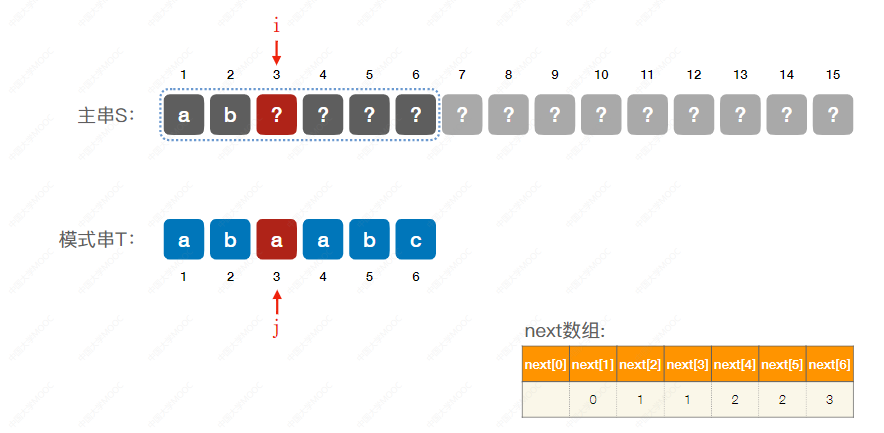 i
1 2 3 4 5 6 7 8 9 10 11 12 13 14 15
主串S: a b ? ? ? ? ? ? ? ? ? ? ? ? ?
模式串T: a b a a b c
1 2 3 4 5 6
j
next数组:
next[0] next[1] next[2] next[3] next[4] next[5] next[6]
0 1 1 2 2 3